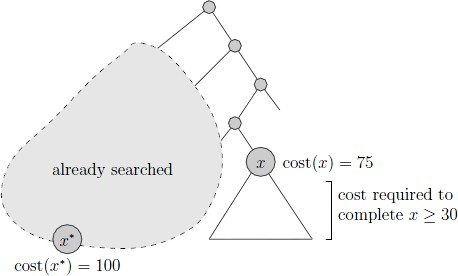 x
cost(x) = 75
already searched
cost required to
complete x ≥ 30
x*
cost(x*) = 100